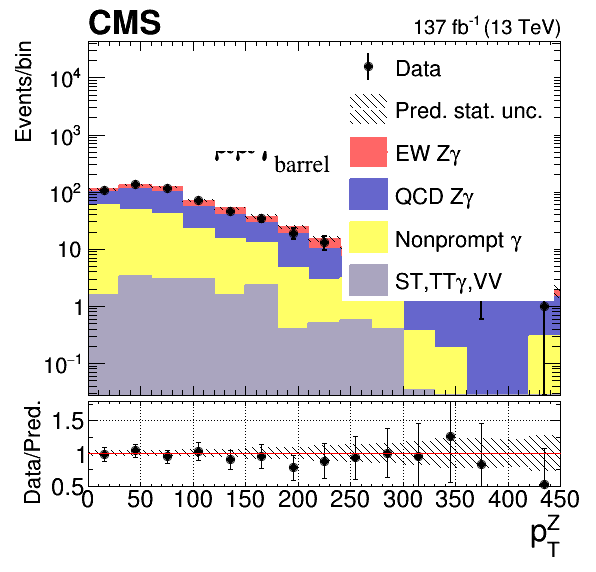 CMS 137 fb⁻¹ (13 TeV)
Events/bin
10⁴
10³
10²
10
1
10⁻¹
Data
Pred. stat. unc.
EW Zγ
QCD Zγ
Nonprompt γ
ST,TTγ,VV
barrel
Data/Pred.
1.5
1
0.5
0 50 100 150 200 250 300 350 400 450
p_T^Z